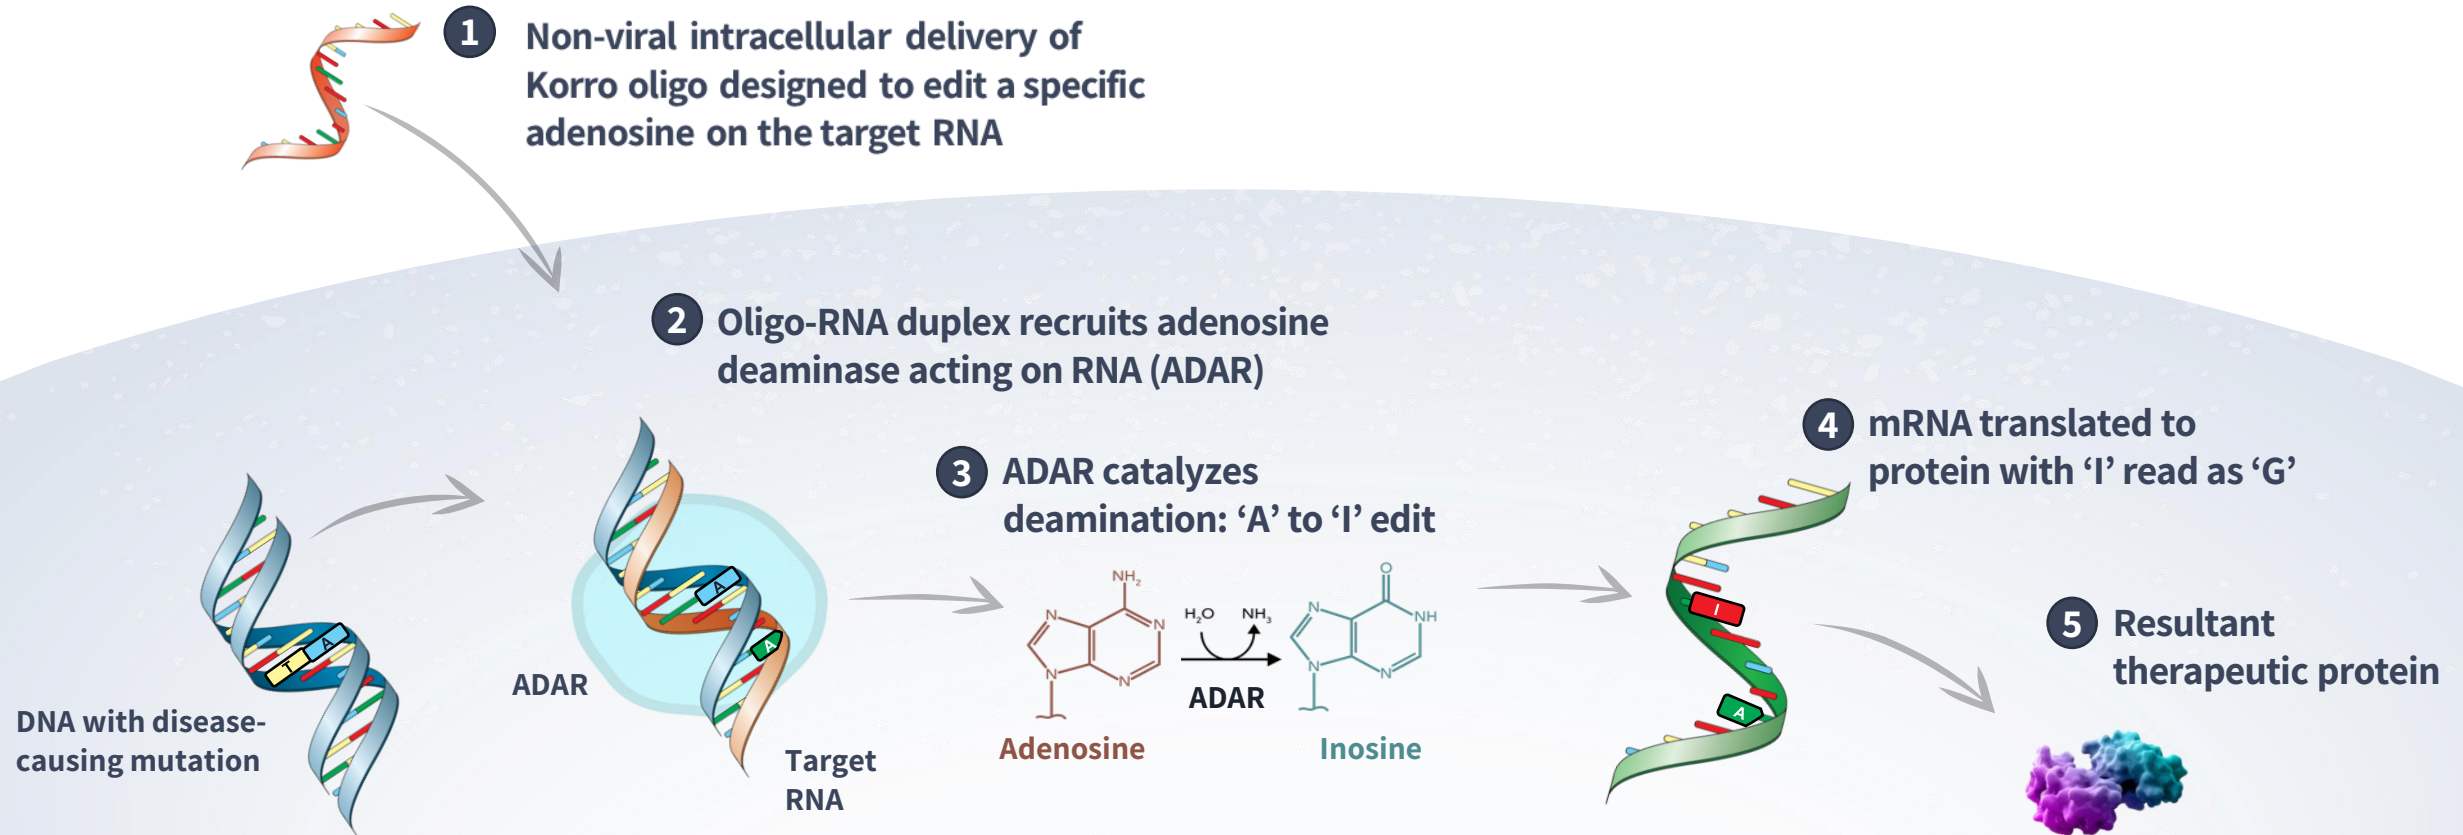 1
Non-viral intracellular delivery of
Korro oligo designed to edit a specific
adenosine on the target RNA
2
Oligo-RNA duplex recruits adenosine
deaminase acting on RNA (ADAR)
3
ADAR catalyzes
deamination: ‘A’ to ‘I’ edit
4
mRNA translated to
protein with ‘I’ read as ‘G’
5
Resultant
therapeutic protein
T A
DNA with disease-
causing mutation
A
A
ADAR
Target
RNA
NH₂
N
N
N
N
Adenosine
H₂O NH₃
ADAR
O
N
NH
N
N
Inosine
I
A